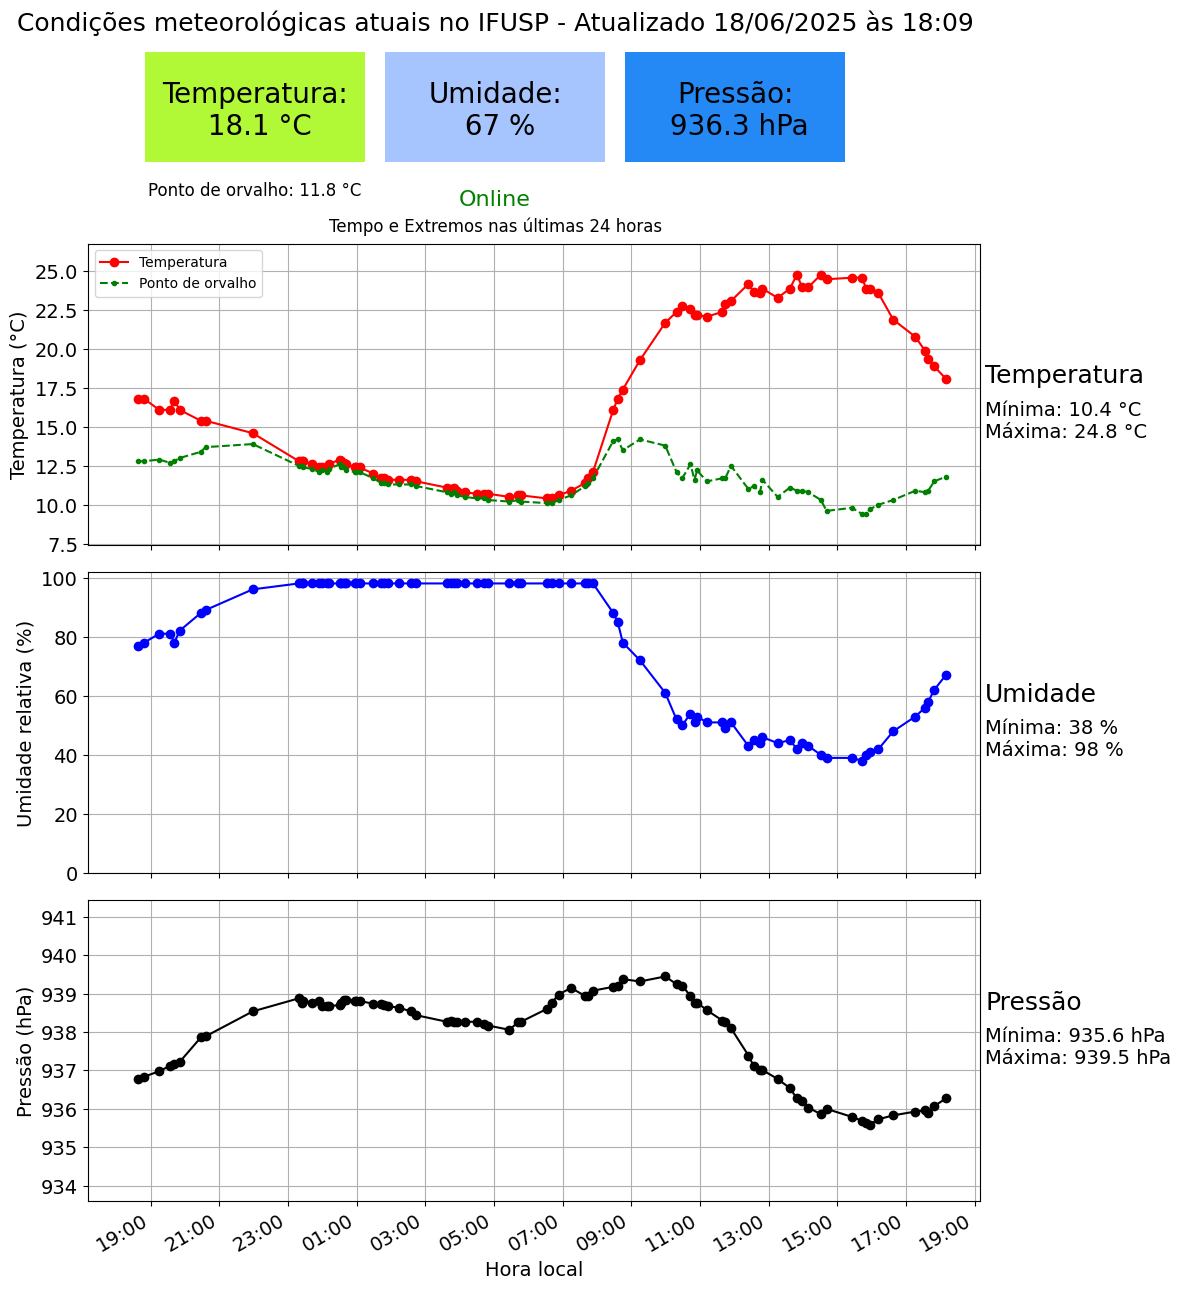 Condições meteorológicas atuais no IFUSP - Atualizado 18/06/2025 às 18:09
Temperatura:
18.1 °C
Umidade:
67 %
Pressão:
936.3 hPa
Ponto de orvalho: 11.8 °C
Online
Tempo e Extremos nas últimas 24 horas
Temperatura
Ponto de orvalho
Temperatura (°C)
25.0
22.5
20.0
17.5
15.0
12.5
10.0
7.5
Temperatura
Mínima: 10.4 °C
Máxima: 24.8 °C
Umidade relativa (%)
100
80
60
40
20
0
Umidade
Mínima: 38 %
Máxima: 98 %
Pressão (hPa)
941
940
939
938
937
936
935
934
Pressão
Mínima: 935.6 hPa
Máxima: 939.5 hPa
19:00 21:00 23:00 01:00 03:00 05:00 07:00 09:00 11:00 13:00 15:00 17:00 19:00
Hora local